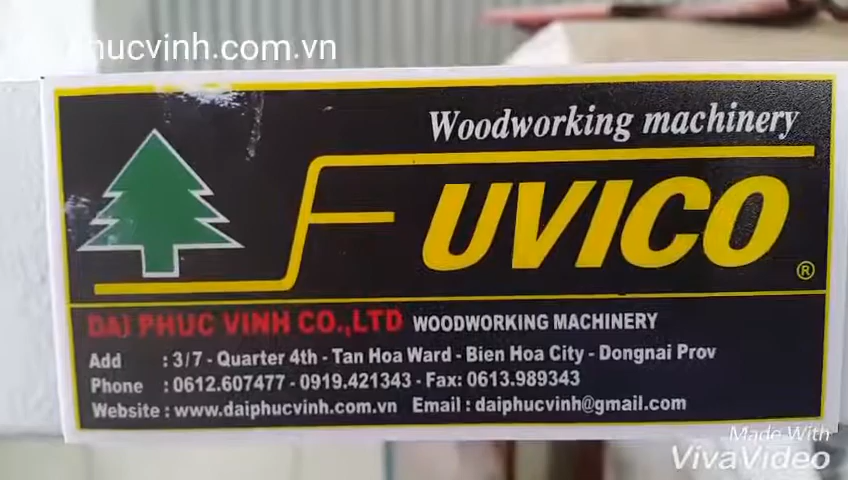 phucvinh.com.vn
Woodworking machinery
FUVICO
®
DAI PHUC VINH CO.,LTD WOODWORKING MACHINERY
Add : 3/7 - Quarter 4th - Tan Hoa Ward - Bien Hoa City - Dongnai Prov
Phone : 0612.607477 - 0919.421343 - Fax: 0613.989343
Website : www.daiphucvinh.com.vn Email : daiphucvinh@gmail.com
Made With
VivaVideo